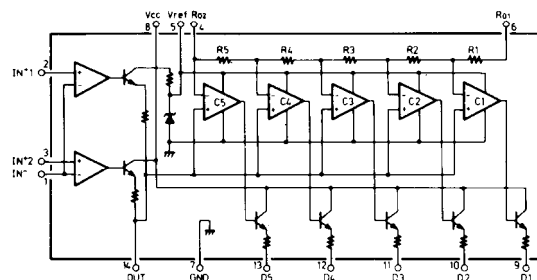 Vcc Vref Ro2 Ro1
8 5 4 6
R5 R4 R3 R2 R1
2
IN+1
C5 C4 C3 C2 C1
3
IN+2
IN-
1
14 7 13 12 11 10 9
OUT GND D5 D4 D3 D2 D1